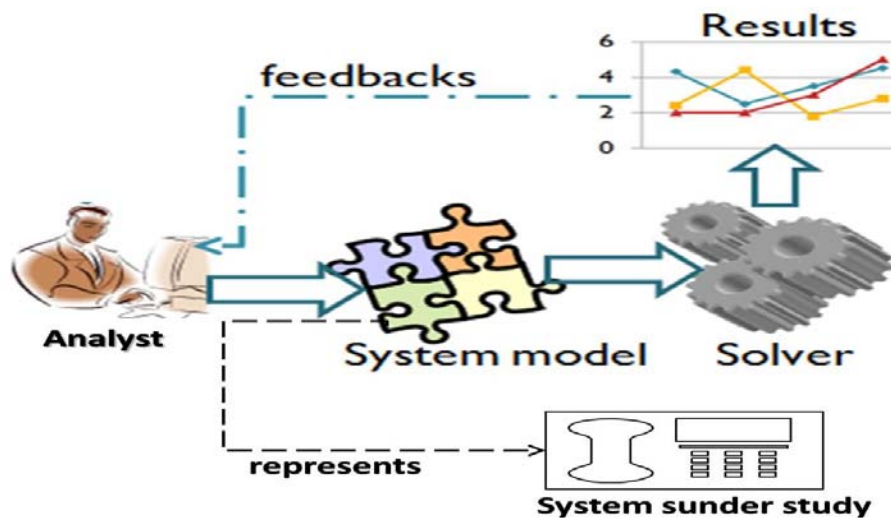 Results
6
4
2
0
feedbacks
Analyst
System model
Solver
represents
System sunder study